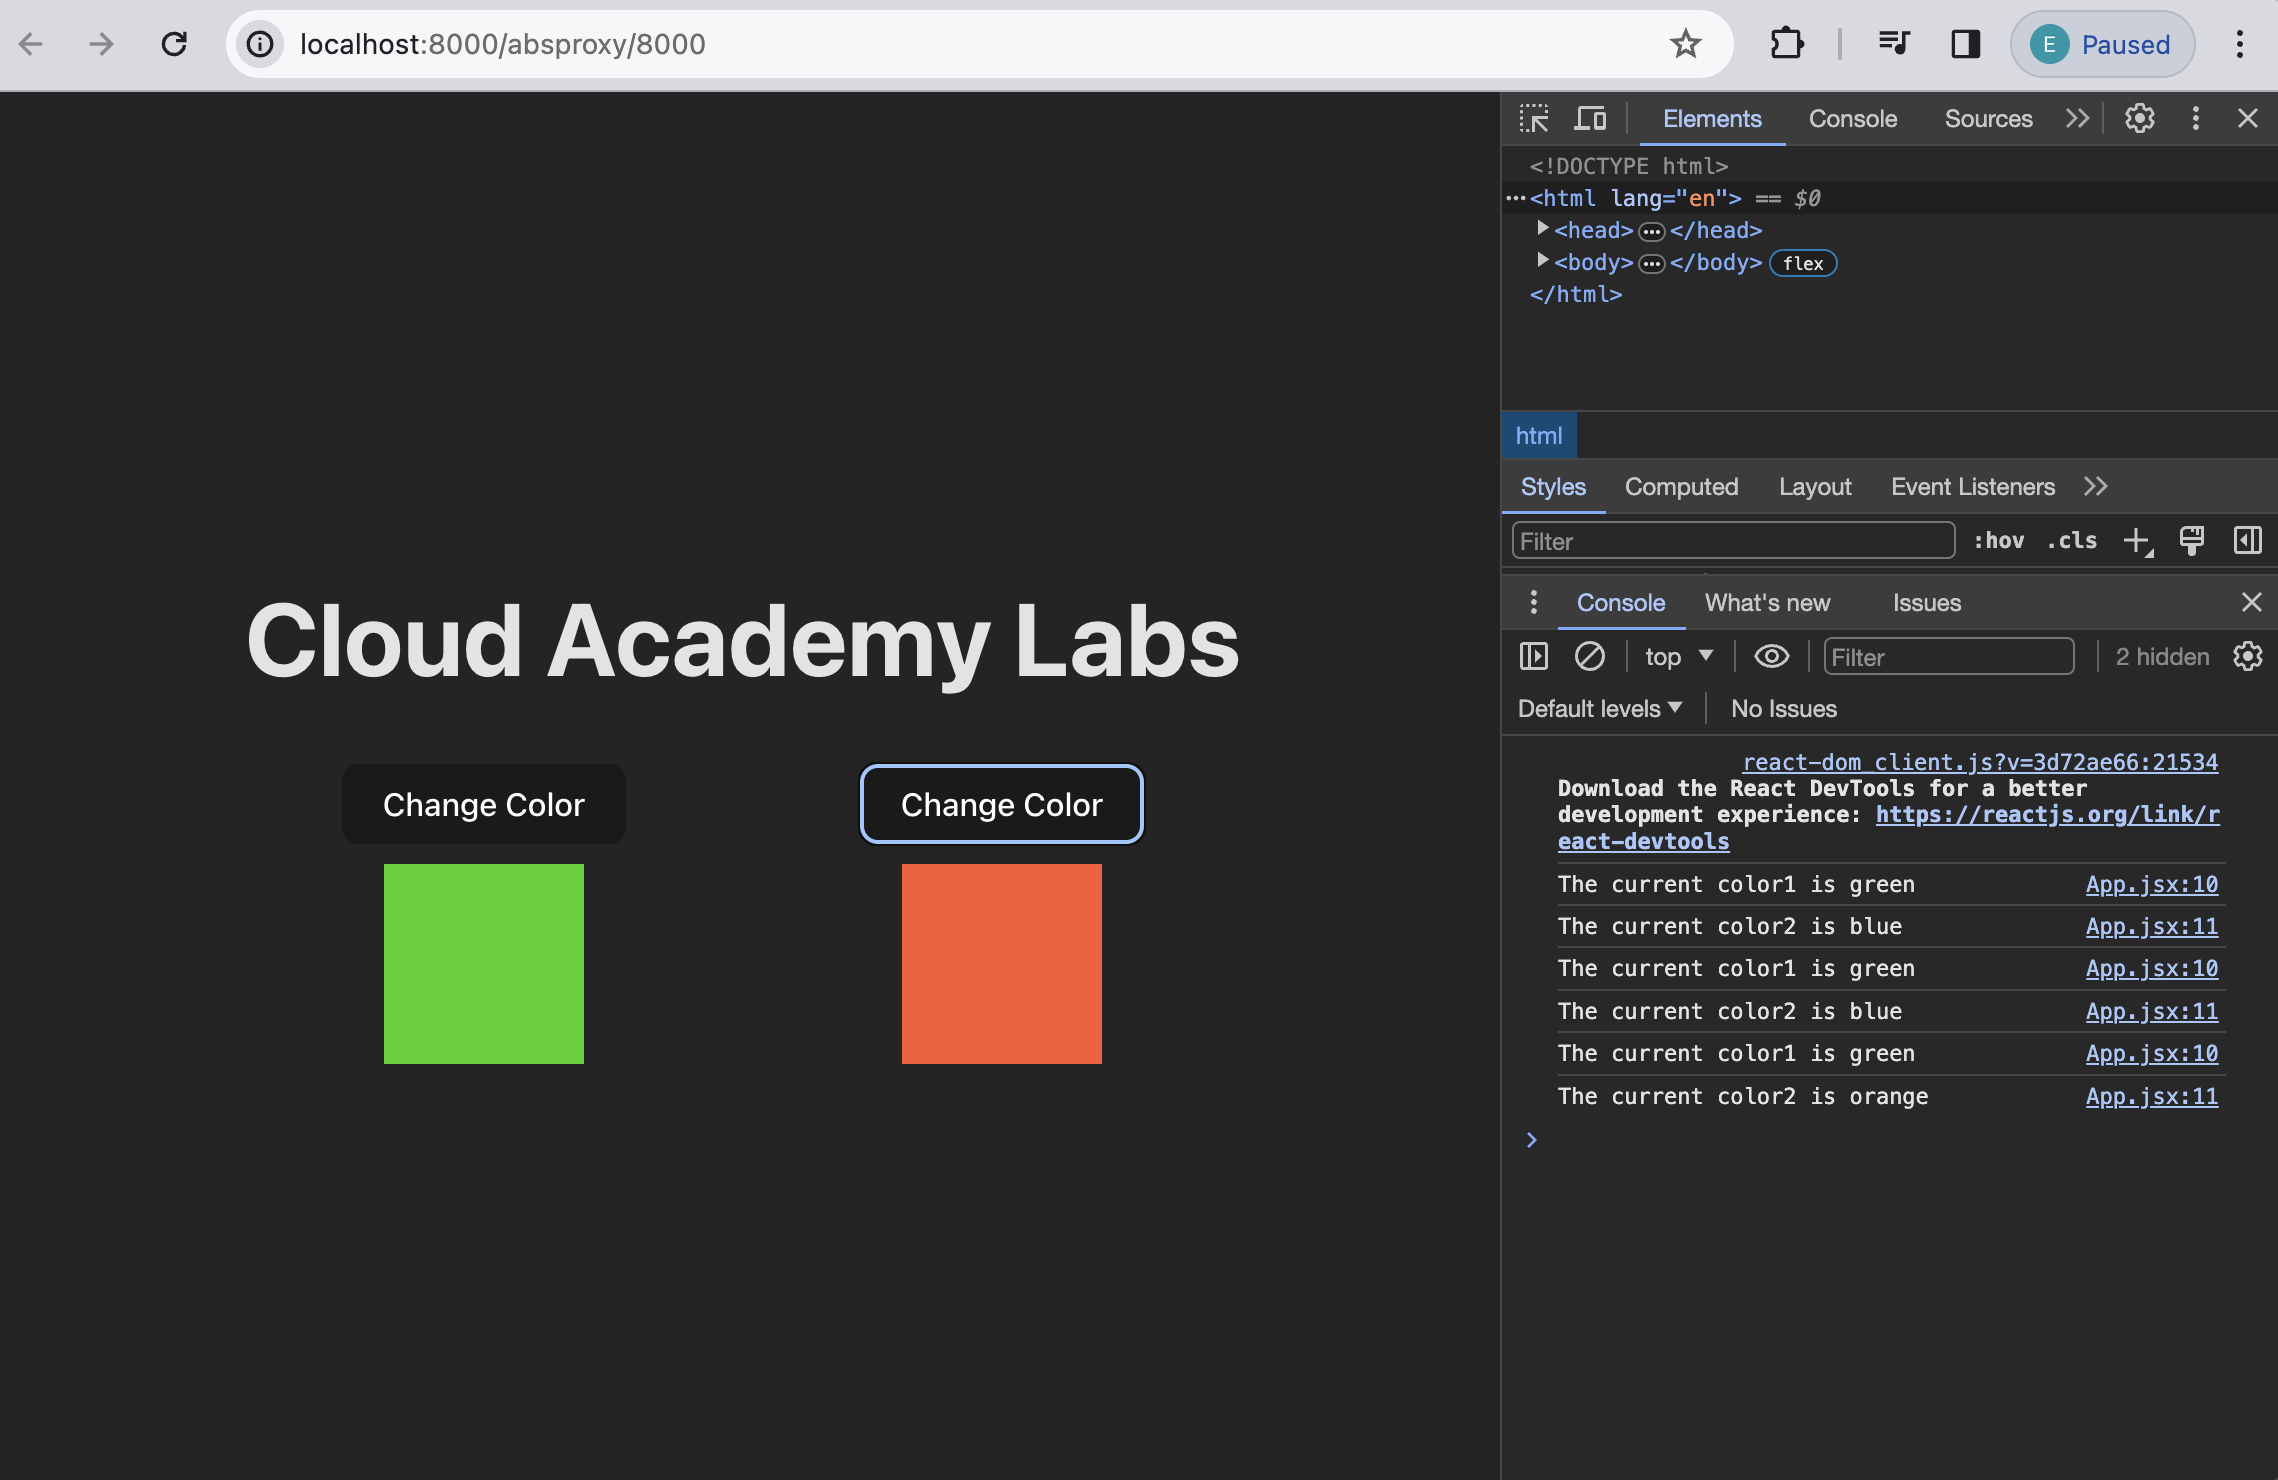 localhost:8000/absproxy/8000
E Paused
Elements Console Sources
<!DOCTYPE html>
<html lang="en"> == $0
<head> </head>
<body> </body> flex
</html>
html
Styles Computed Layout Event Listeners
Filter :hov .cls
Console What's new Issues
top Filter 2 hidden
Default levels No Issues
Cloud Academy Labs
Change Color Change Color
react-dom_client.js?v=3d72ae66:21534
Download the React DevTools for a better
development experience: https://reactjs.org/link/r
eact-devtools
The current color1 is green App.jsx:10
The current color2 is blue App.jsx:11
The current color1 is green App.jsx:10
The current color2 is blue App.jsx:11
The current color1 is green App.jsx:10
The current color2 is orange App.jsx:11